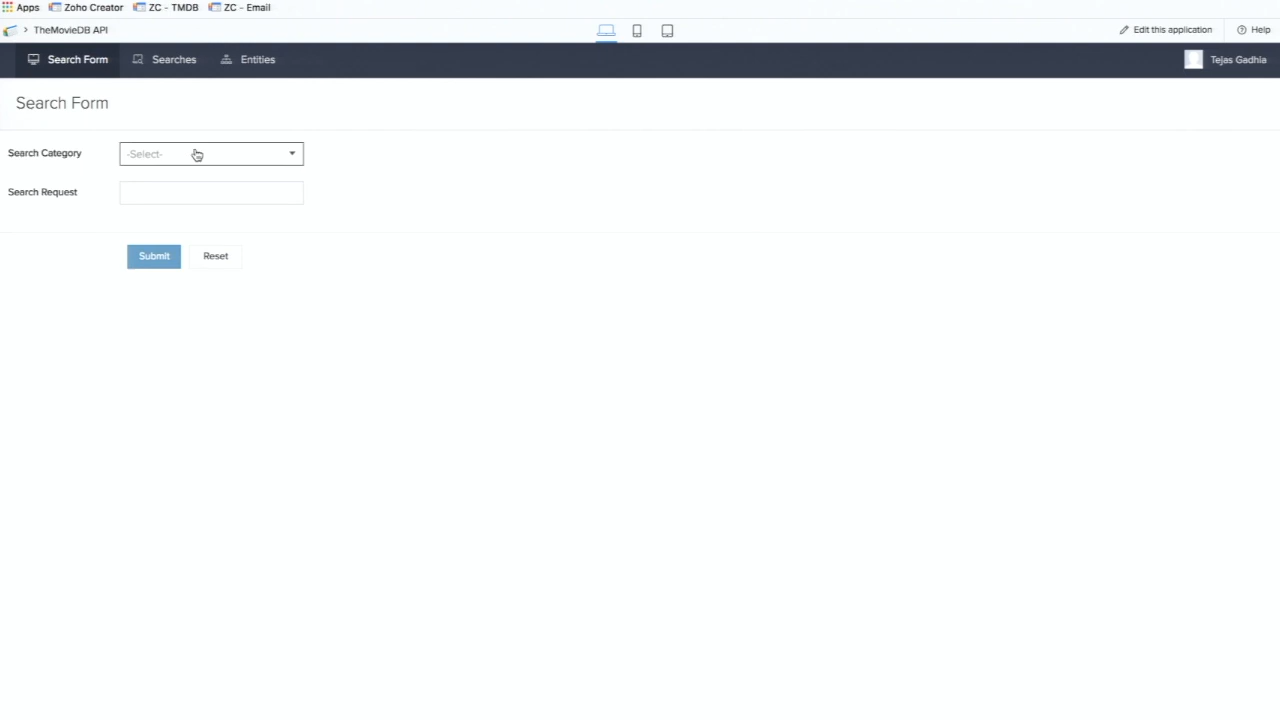 Apps Zoho Creator ZC - TMDB ZC - Email
> TheMovieDB API Edit this application Help
Search Form Searches Entities Tejas Gadhia
Search Form
Search Category -Select-
Search Request
Submit Reset